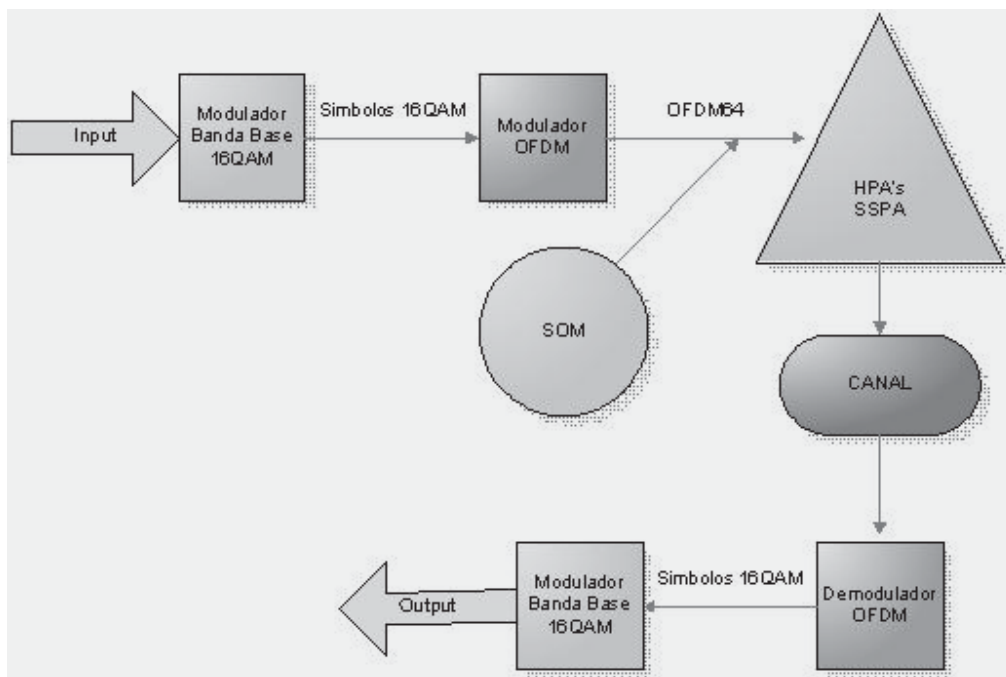 Input
Modulador
Banda Base
16QAM
Simbolos 16QAM
Modulador
OFDM
OFDM64
HPA's
SSPA
SOM
CANAL
Demodulador
OFDM
Simbolos 16QAM
Modulador
Banda Base
16QAM
Output